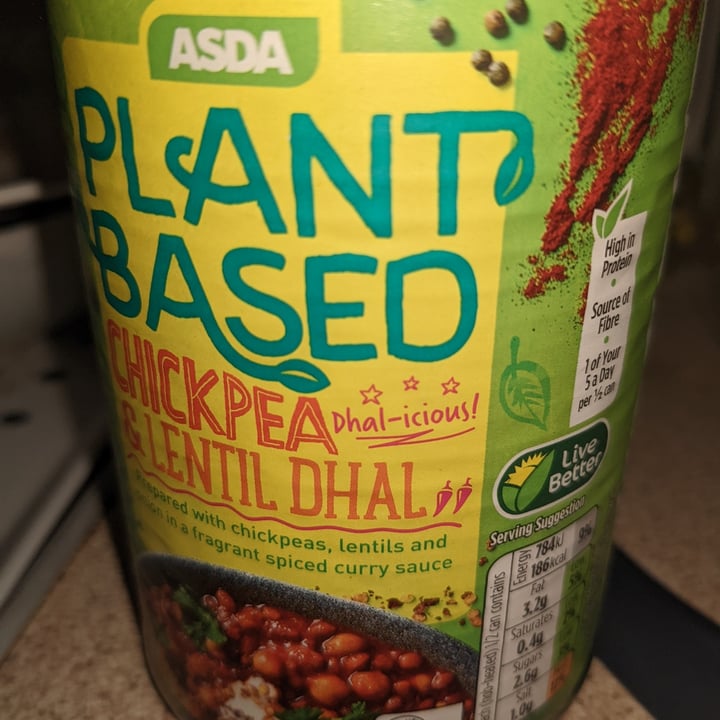 ASDA
PLANT
BASED
CHICKPEA
& LENTIL DHAL
Dhal-icious!
Prepared with chickpeas, lentils and
onion in a fragrant spiced curry sauce
High in
Protein
Source of
Fibre
1 of Your
5 a Day
per ½ can
Live
Better
Serving Suggestion
1/2 can contains
Energy 784kJ
186kcal 9%
Fat
3.2g
Saturates
0.4g
Sugars
2.6g
Salt
1.0g